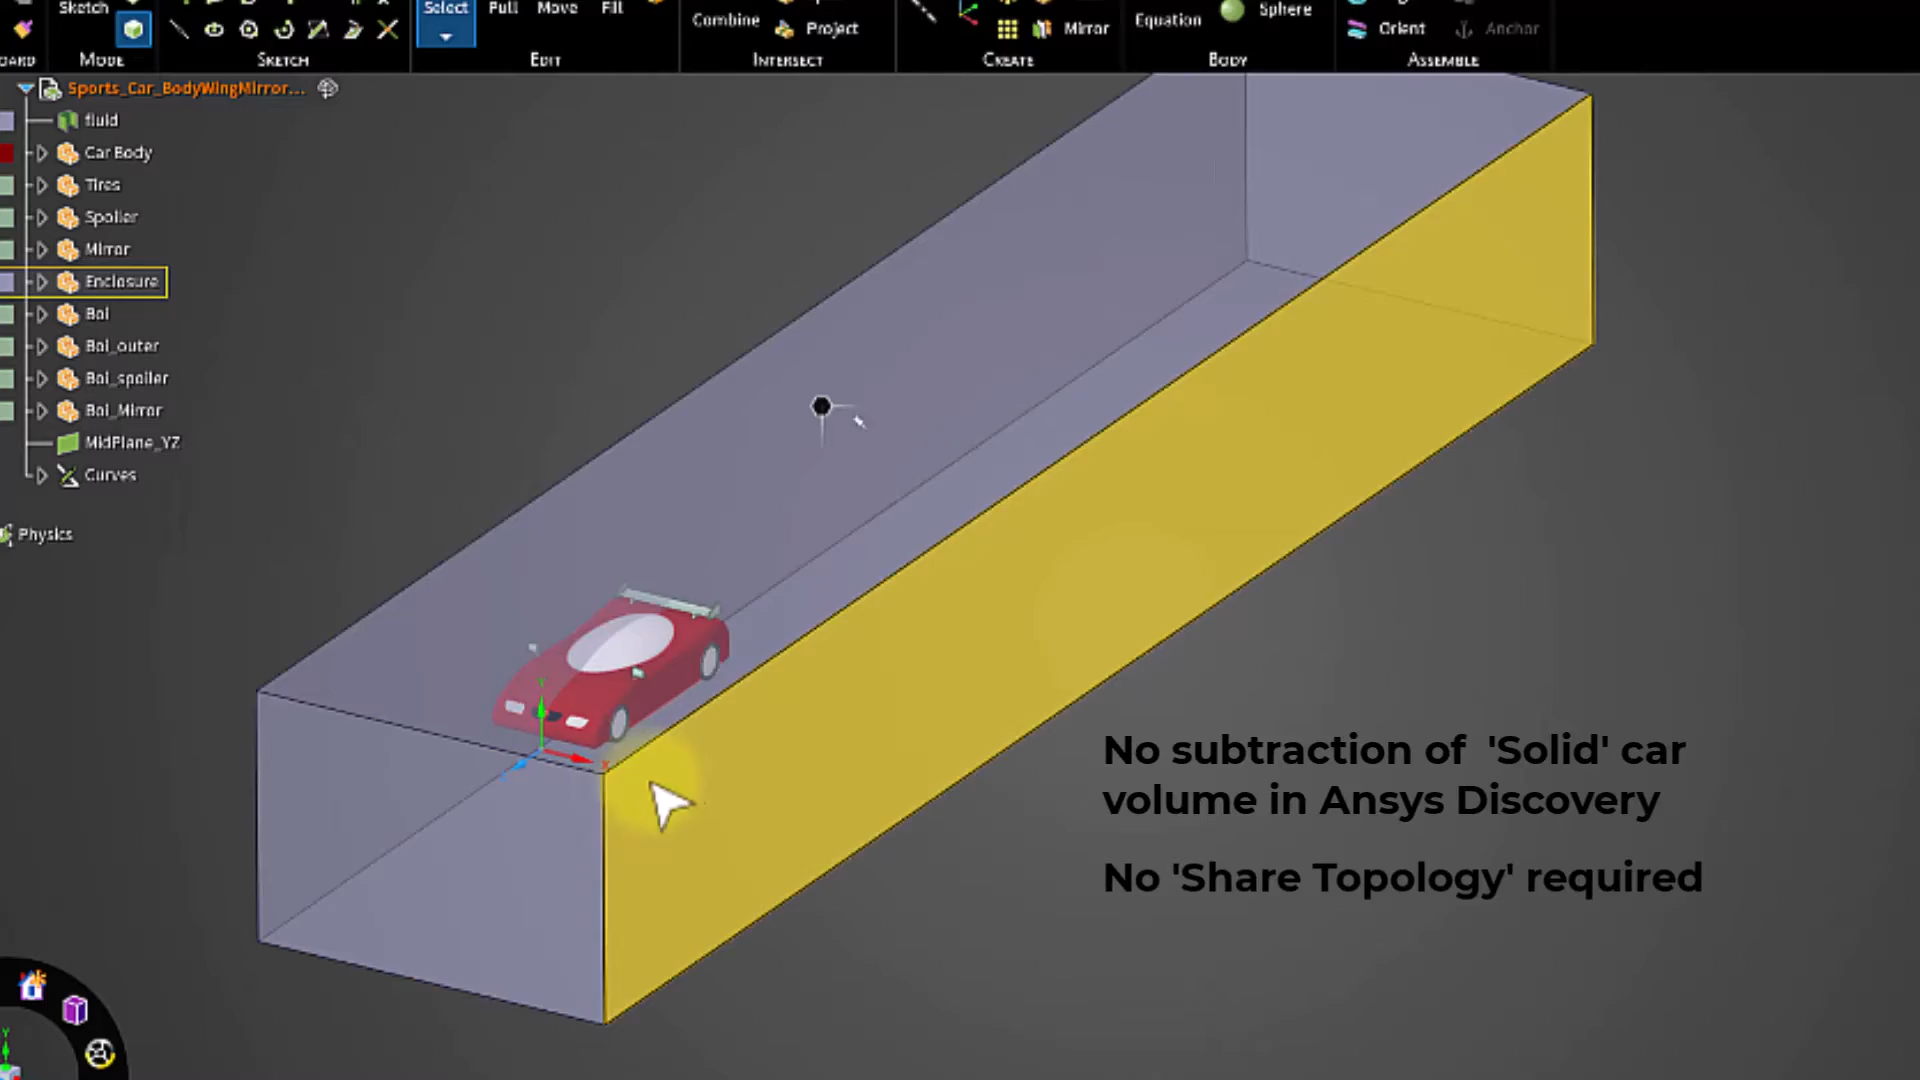 Sketch
Select Pull Move Fill
Combine
Project
Mirror
Equation
Sphere
Orient Anchor
OARD MODE SKETCH EDIT INTERSECT CREATE BODY ASSEMBLE
Sports_Car_BodyWingMirror...
fluid
Car Body
Tires
Spoiler
Mirror
Enclosure
BoI
BoI_outer
BoI_spoiler
BoI_Mirror
MidPlane_YZ
Curves
Physics
Y
X
No subtraction of 'Solid' car
volume in Ansys Discovery
No 'Share Topology' required
Y